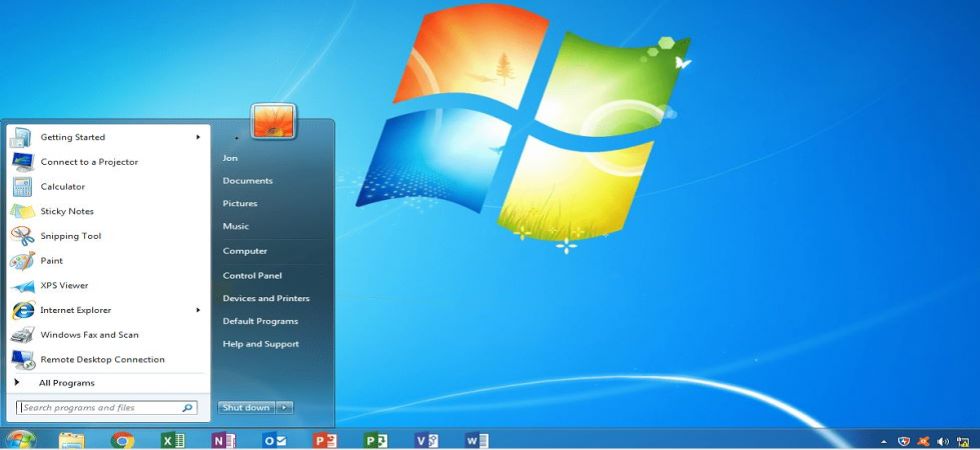 Getting Started
Connect to a Projector
Calculator
Sticky Notes
Snipping Tool
Paint
XPS Viewer
Internet Explorer
Windows Fax and Scan
Remote Desktop Connection
All Programs
Search programs and files
Jon
Documents
Pictures
Music
Computer
Control Panel
Devices and Printers
Default Programs
Help and Support
Shut down
X N O P P V W